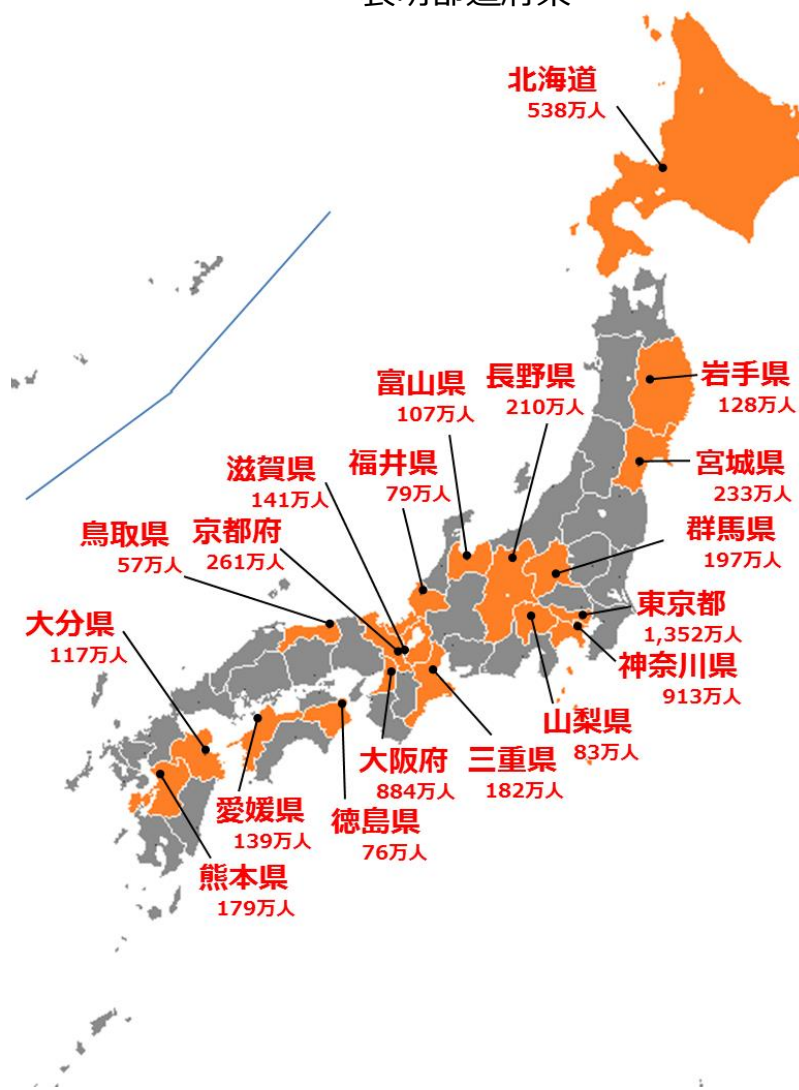 表明都道府県
北海道
538万人
岩手県
128万人
富山県
107万人
長野県
210万人
宮城県
233万人
滋賀県
141万人
福井県
79万人
群馬県
197万人
鳥取県
57万人
京都府
261万人
東京都
1,352万人
大分県
117万人
神奈川県
913万人
山梨県
83万人
大阪府
884万人
三重県
182万人
愛媛県
139万人
徳島県
76万人
熊本県
179万人